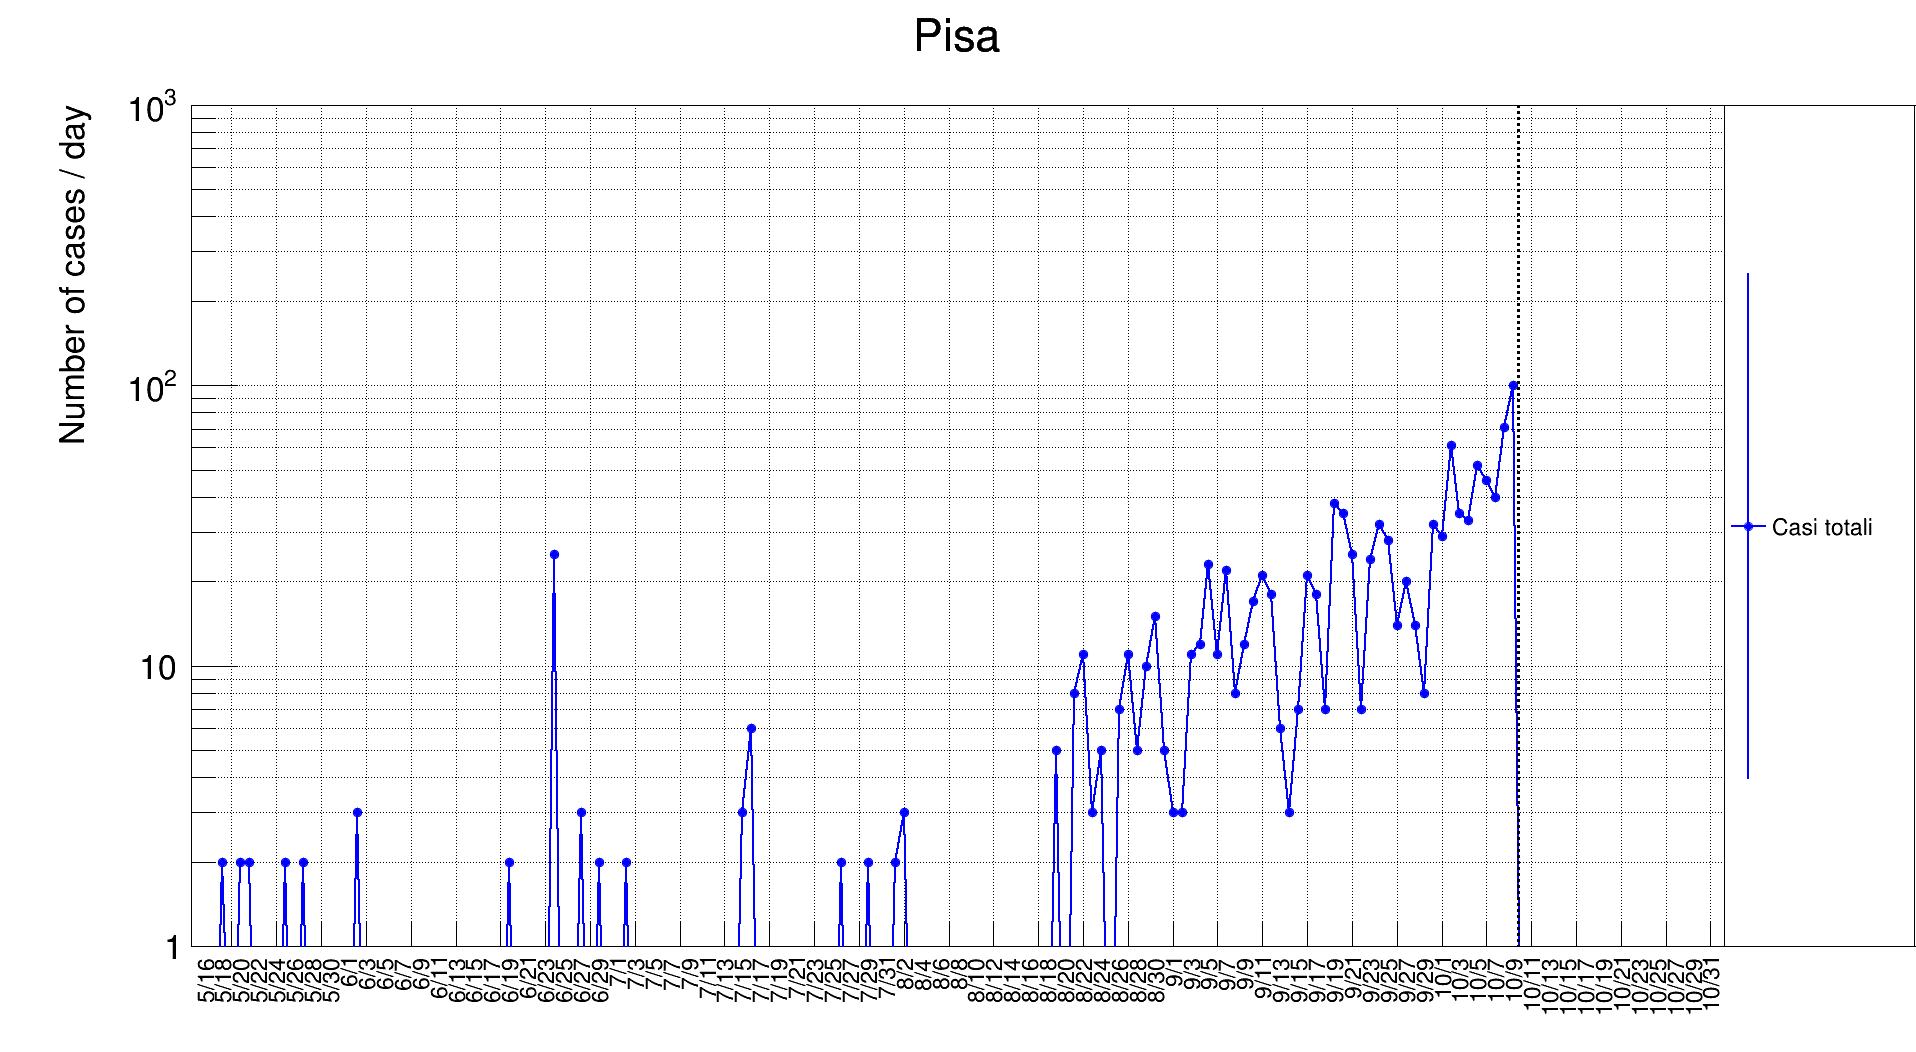 Pisa
Number of cases / day
10³
10²
10
1
5/16 5/18 5/20 5/22 5/24 5/26 5/28 5/30 6/1 6/3 6/5 6/7 6/9 6/11 6/13 6/15 6/17 6/19 6/21 6/23 6/25 6/27 6/29 7/1 7/3 7/5 7/7 7/9 7/11 7/13 7/15 7/17 7/19 7/21 7/23 7/25 7/27 7/29 7/31 8/2 8/4 8/6 8/8 8/10 8/12 8/14 8/16 8/18 8/20 8/22 8/24 8/26 8/28 8/30 9/1 9/3 9/5 9/7 9/9 9/11 9/13 9/15 9/17 9/19 9/21 9/23 9/25 9/27 9/29 10/1 10/3 10/5 10/7 10/9 10/11 10/13 10/15 10/17 10/19 10/21 10/23 10/25 10/27 10/29 10/31
Casi totali